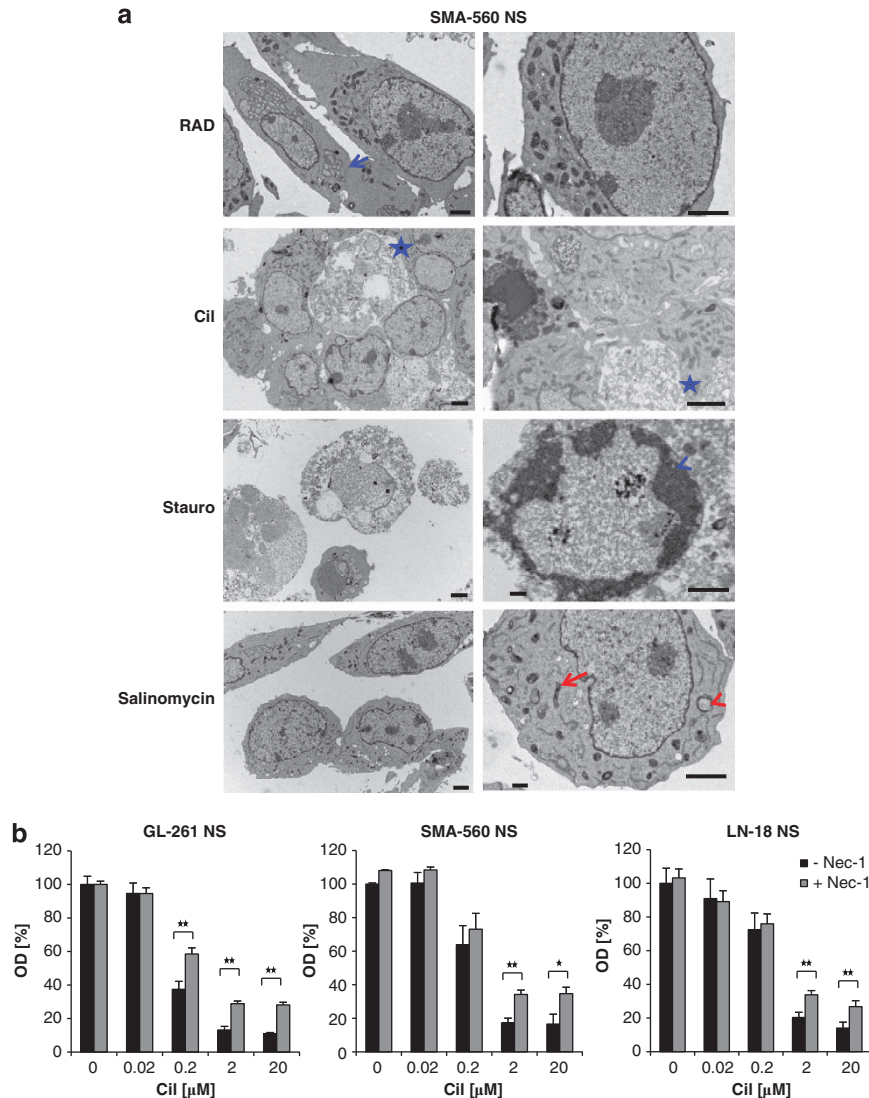 a
SMA-560 NS
RAD
Cil
Stauro
Salinomycin
b
GL-261 NS
SMA-560 NS
LN-18 NS
120
100
80
60
40
20
0
OD [%]
** ** **
0 0.02 0.2 2 20
Cil [µM]
120
100
80
60
40
20
0
OD [%]
** *
0 0.02 0.2 2 20
Cil [µM]
120
100
80
60
40
20
0
OD [%]
** **
0 0.02 0.2 2 20
Cil [µM]
- Nec-1
+ Nec-1